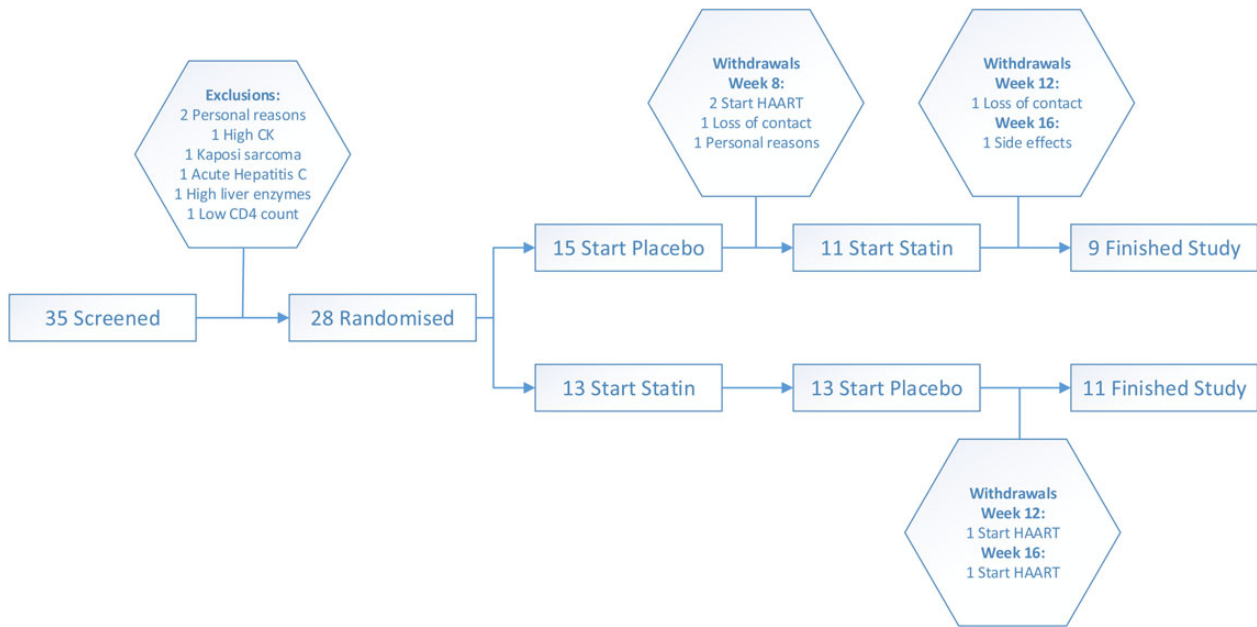 Exclusions:
2 Personal reasons
1 High CK
1 Kaposi sarcoma
1 Acute Hepatitis C
1 High liver enzymes
1 Low CD4 count
Withdrawals
Week 8:
2 Start HAART
1 Loss of contact
1 Personal reasons
Withdrawals
Week 12:
1 Loss of contact
Week 16:
1 Side effects
15 Start Placebo
11 Start Statin
9 Finished Study
35 Screened
28 Randomised
13 Start Statin
13 Start Placebo
11 Finished Study
Withdrawals
Week 12:
1 Start HAART
Week 16:
1 Start HAART